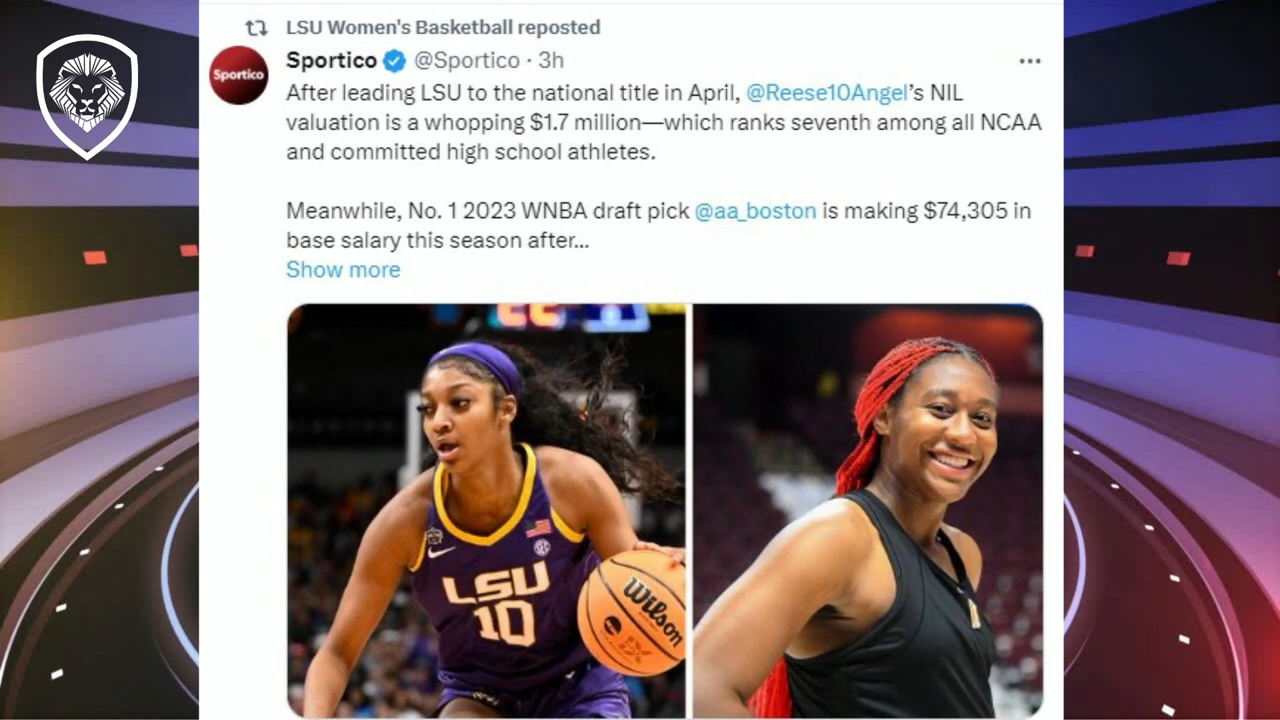 LSU Women's Basketball reposted
Sportico
Sportico @Sportico · 3h
After leading LSU to the national title in April, @Reese10Angel’s NIL
valuation is a whopping $1.7 million—which ranks seventh among all NCAA
and committed high school athletes.
Meanwhile, No. 1 2023 WNBA draft pick @aa_boston is making $74,305 in
base salary this season after...
Show more
22
LSU
10
Wilson